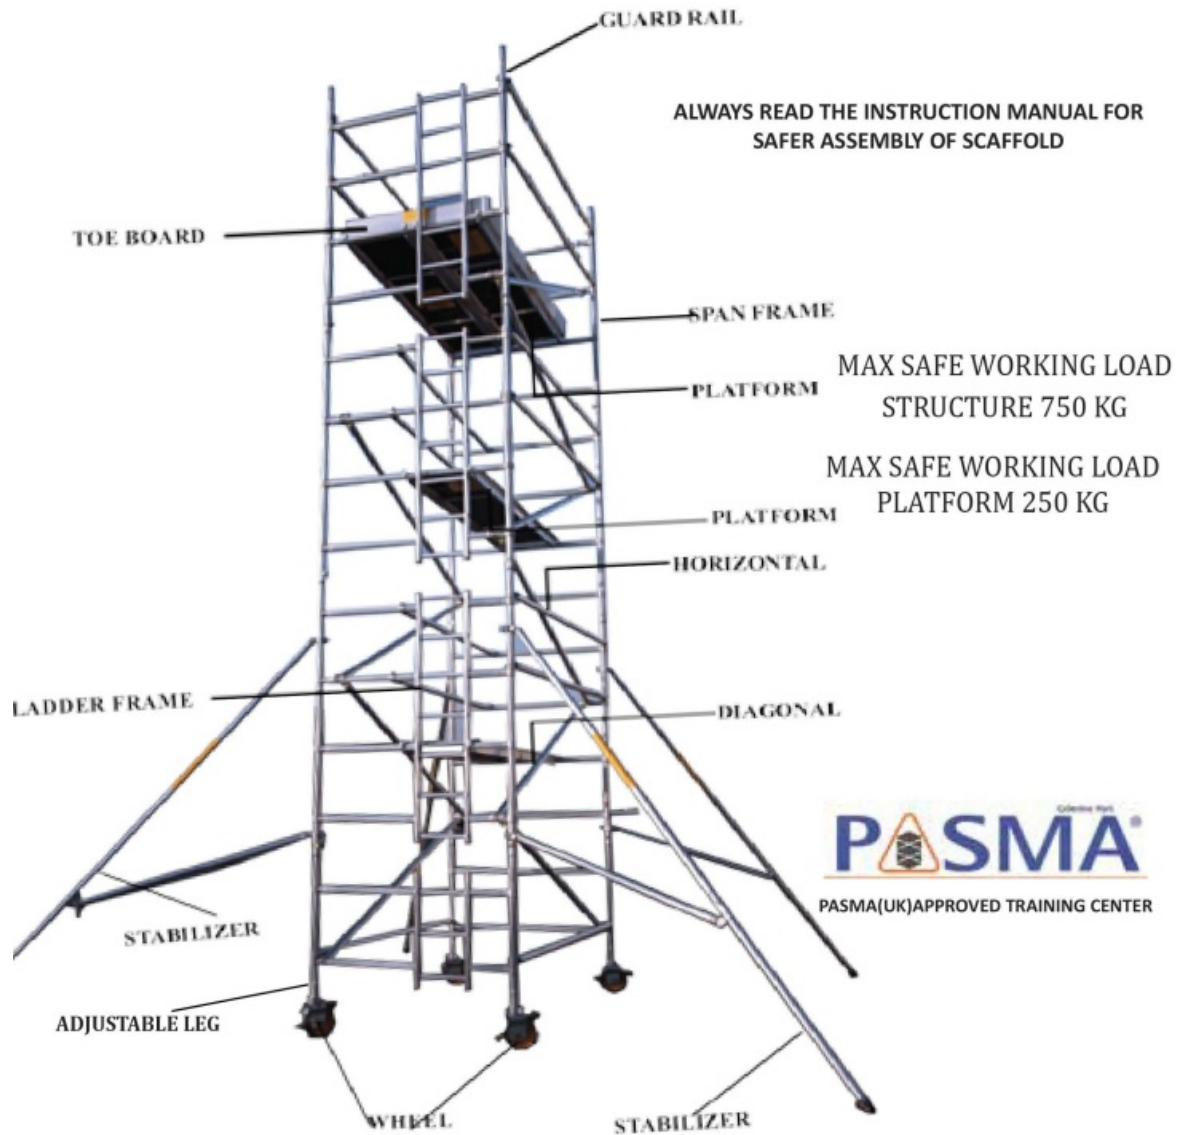 GUARD RAIL
ALWAYS READ THE INSTRUCTION MANUAL FOR
SAFER ASSEMBLY OF SCAFFOLD
TOE BOARD
SPAN FRAME
MAX SAFE WORKING LOAD
STRUCTURE 750 KG
PLATFORM
MAX SAFE WORKING LOAD
PLATFORM 250 KG
PLATFORM
HORIZONTAL
LADDER FRAME
DIAGONAL
PASMA®
PASMA(UK)APPROVED TRAINING CENTER
STABILIZER
ADJUSTABLE LEG
WHEEL
STABILIZER